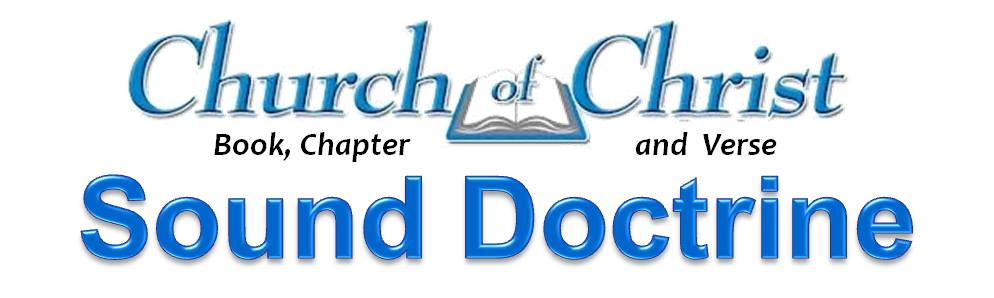 Church of Christ
Book, Chapter and Verse
Sound Doctrine